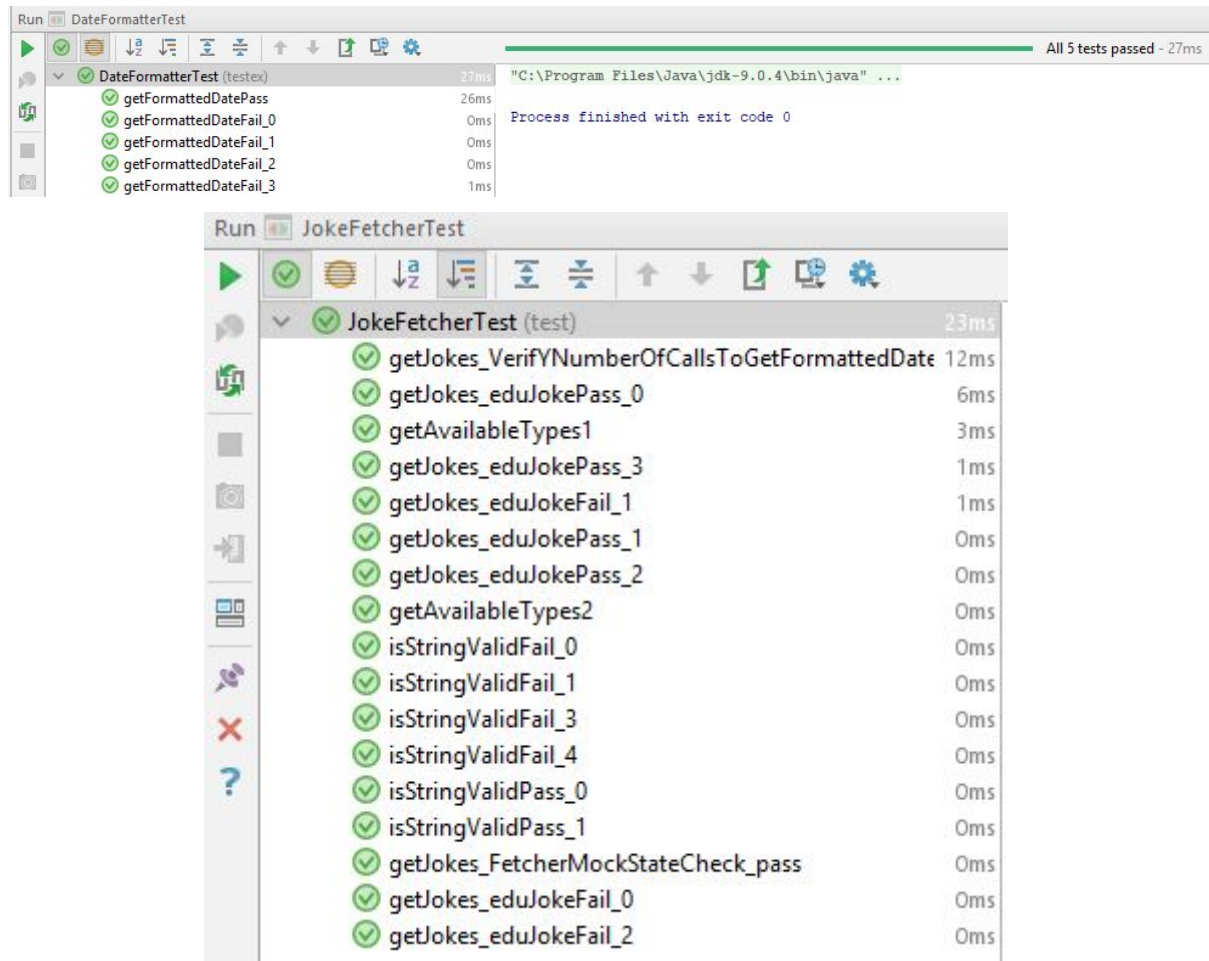 Run DateFormatterTest
All 5 tests passed - 27ms
DateFormatterTest (testex) 27ms
getFormattedDatePass 26ms
getFormattedDateFail_0 0ms
getFormattedDateFail_1 0ms
getFormattedDateFail_2 0ms
getFormattedDateFail_3 1ms
"C:\Program Files\Java\jdk-9.0.4\bin\java" ...
Process finished with exit code 0
Run JokeFetcherTest
JokeFetcherTest (test) 23ms
getJokes_VerifYNumberOfCallsToGetFormattedDate 12ms
getJokes_eduJokePass_0 6ms
getAvailableTypes1 3ms
getJokes_eduJokePass_3 1ms
getJokes_eduJokeFail_1 1ms
getJokes_eduJokePass_1 0ms
getJokes_eduJokePass_2 0ms
getAvailableTypes2 0ms
isStringValidFail_0 0ms
isStringValidFail_1 0ms
isStringValidFail_3 0ms
isStringValidFail_4 0ms
isStringValidPass_0 0ms
isStringValidPass_1 0ms
getJokes_FetcherMockStateCheck_pass 0ms
getJokes_eduJokeFail_0 0ms
getJokes_eduJokeFail_2 0ms